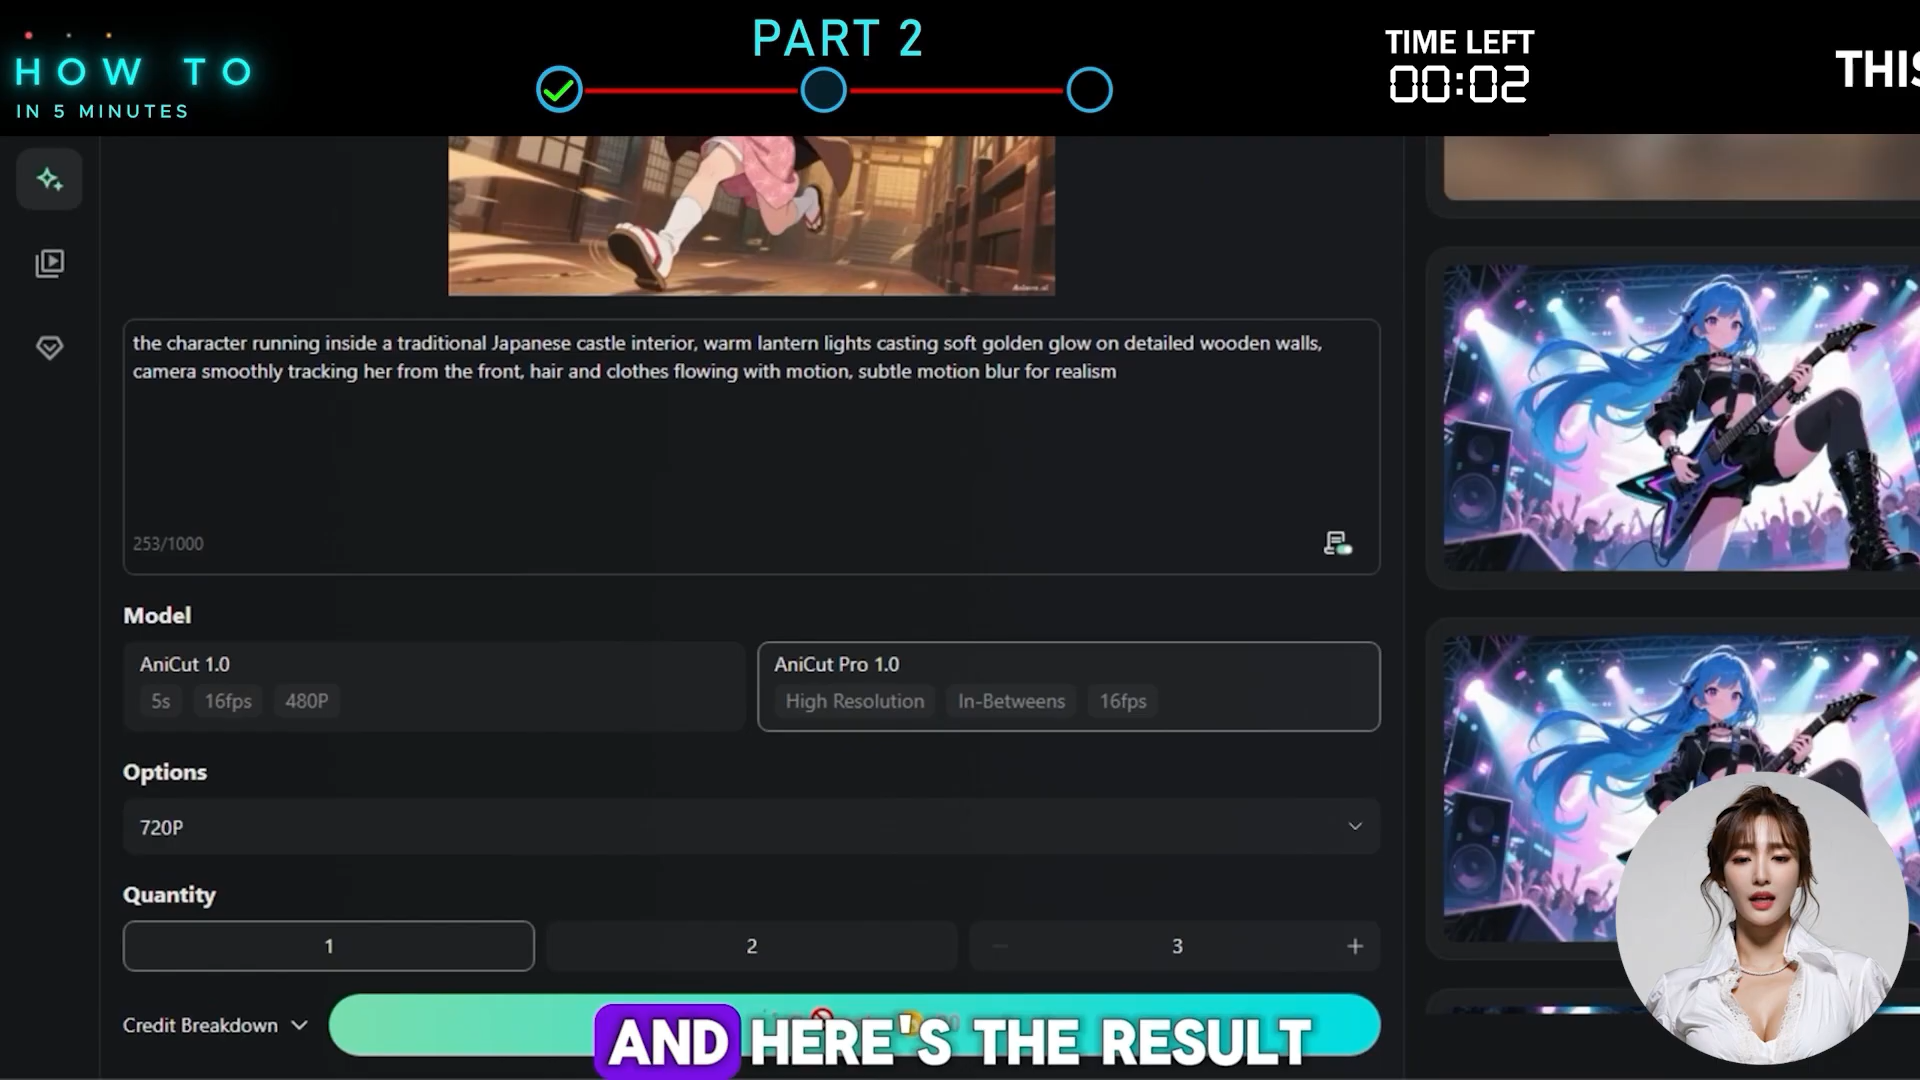 HOW TO
IN 5 MINUTES
PART 2
TIME LEFT
00:02
THIS
the character running inside a traditional Japanese castle interior, warm lantern lights casting soft golden glow on detailed wooden walls,
camera smoothly tracking her from the front, hair and clothes flowing with motion, subtle motion blur for realism
253/1000
Model
AniCut 1.0
5s 16fps 480P
AniCut Pro 1.0
High Resolution In-Betweens 16fps
Options
720P
Quantity
1 2 3
Credit Breakdown
AND HERE'S THE RESULT